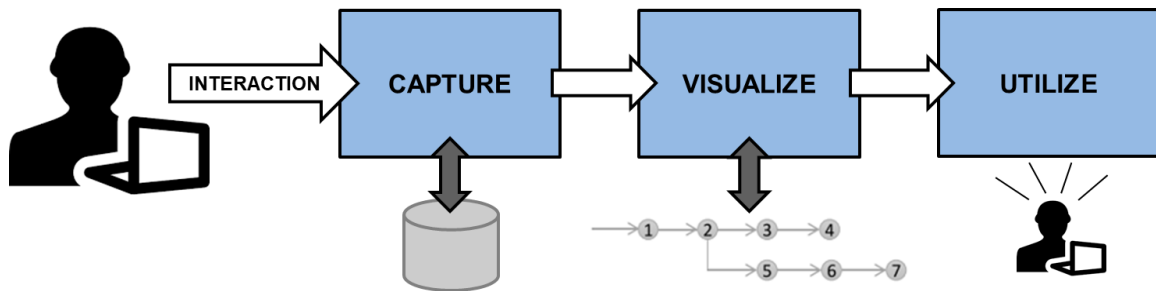 INTERACTION
CAPTURE
VISUALIZE
UTILIZE
1 2 3 4
5 6 7